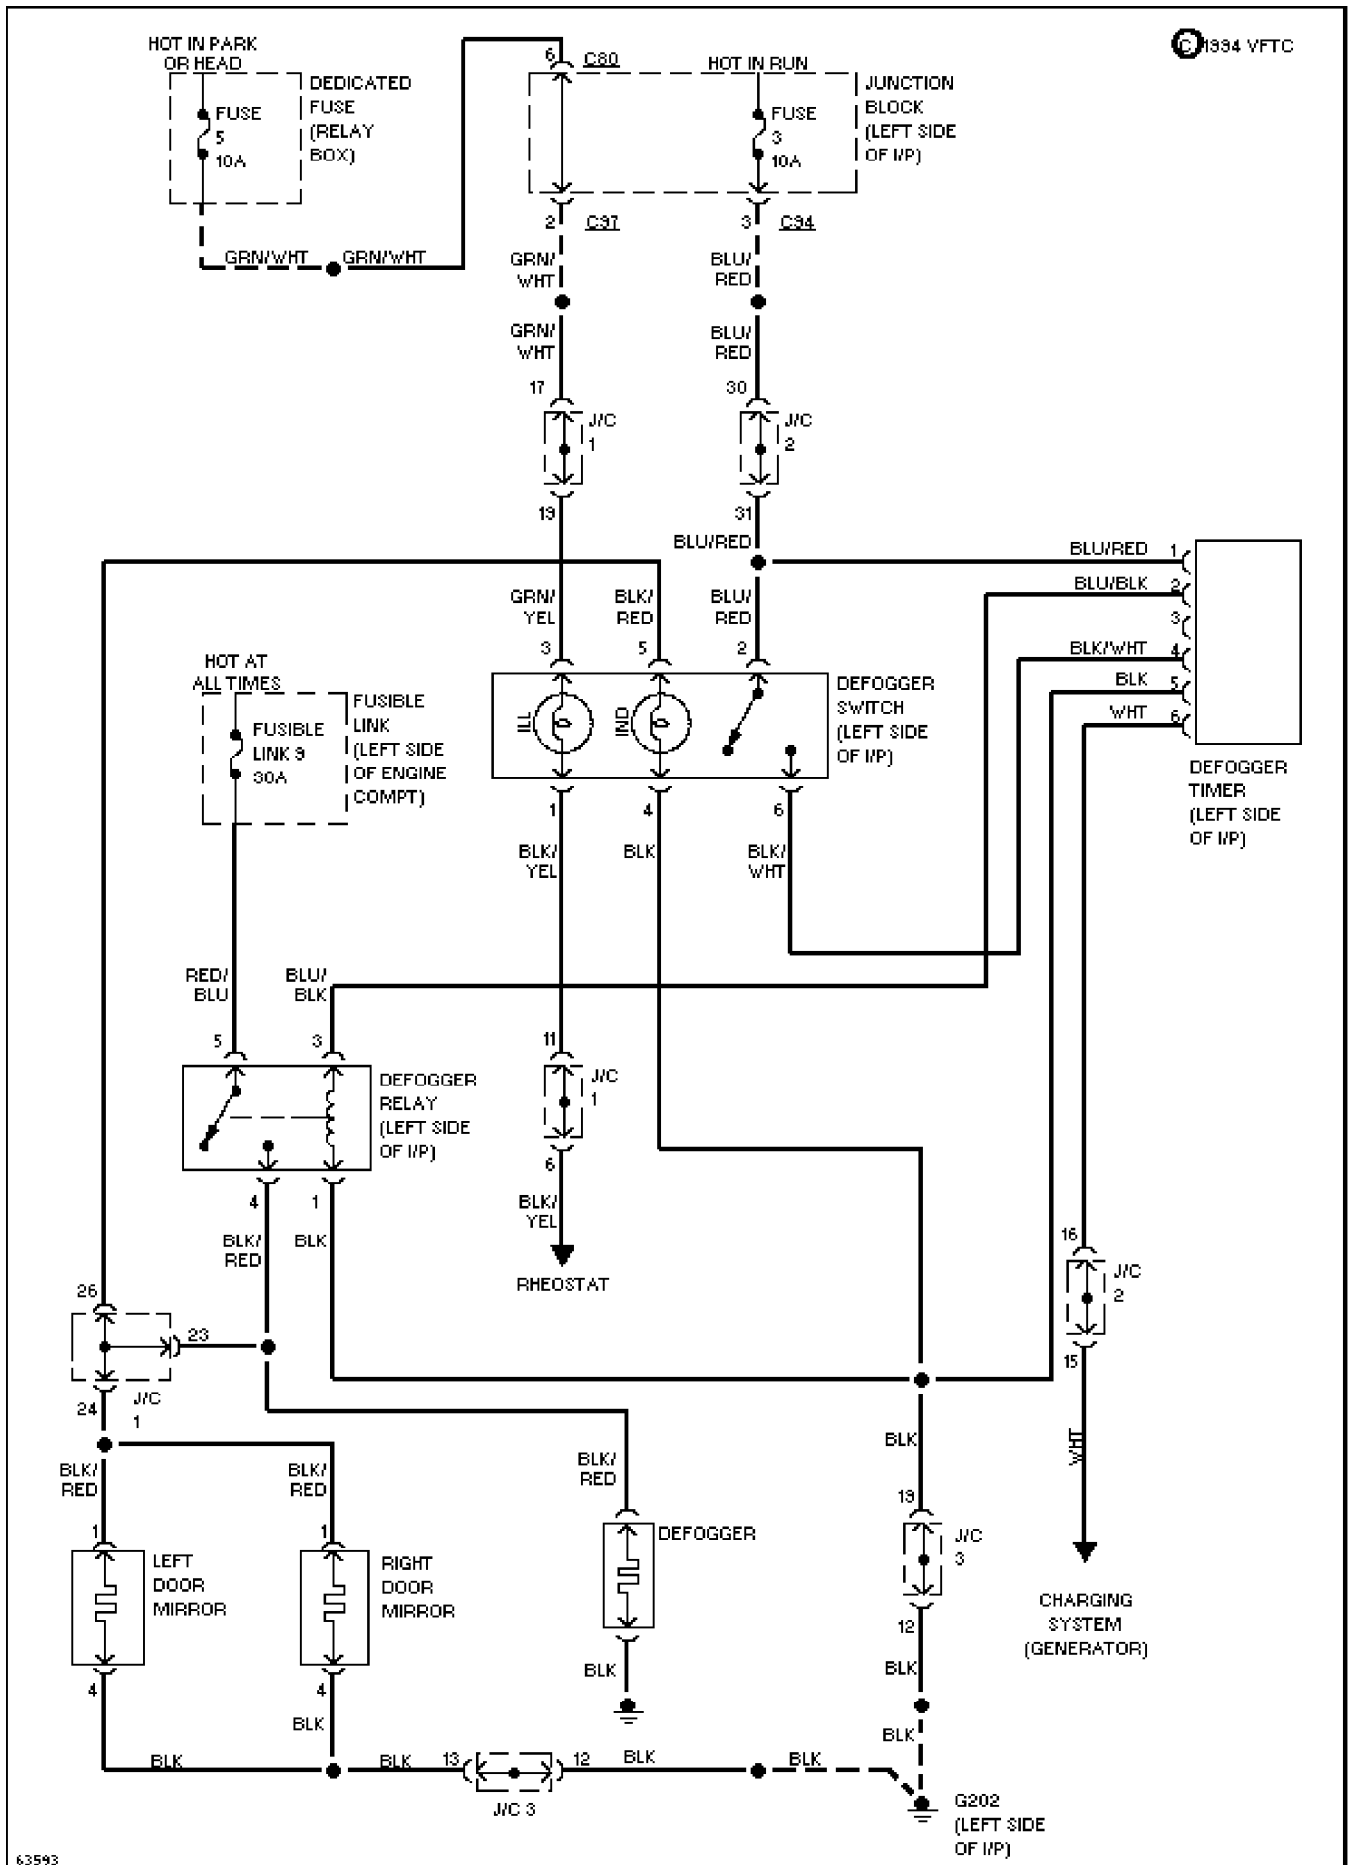 HOT IN PARK
OR HEAD
FUSE
5
10A
DEDICATED
FUSE
(RELAY
BOX)
GRN/WHT
GRN/WHT
6
C80
HOT IN RUN
FUSE
3
10A
JUNCTION
BLOCK
(LEFT SIDE
OF I/P)
C 1994 VFTC
2
C97
3
C94
GRN/
WHT
BLU/
RED
GRN/
WHT
BLU/
RED
17
30
J/C
1
J/C
2
19
31
BLU/RED
GRN/
YEL
BLK/
RED
BLU/
RED
3
5
2
BLU/RED
1
BLU/BLK
2
3
BLK/WHT
4
BLK
5
WHT
6
DEFOGGER
TIMER
(LEFT SIDE
OF I/P)
HOT AT
ALL TIMES
FUSIBLE
LINK 9
30A
FUSIBLE
LINK
(LEFT SIDE
OF ENGINE
COMPT)
ILL
IND
DEFOGGER
SWITCH
(LEFT SIDE
OF I/P)
1
4
6
BLK/
YEL
BLK
BLK/
WHT
RED/
BLU
BLU/
BLK
5
3
11
DEFOGGER
RELAY
(LEFT SIDE
OF I/P)
J/C
1
6
4
1
BLK/
RED
BLK
BLK/
YEL
RHEOSTAT
26
23
24
J/C
1
16
J/C
2
15
WHT
CHARGING
SYSTEM
(GENERATOR)
BLK/
RED
BLK/
RED
BLK/
RED
BLK
1
1
LEFT
DOOR
MIRROR
RIGHT
DOOR
MIRROR
DEFOGGER
19
J/C
3
12
BLK
BLK
BLK
4
4
BLK
BLK
BLK
13
12
J/C 3
BLK
BLK
G202
(LEFT SIDE
OF I/P)
63593